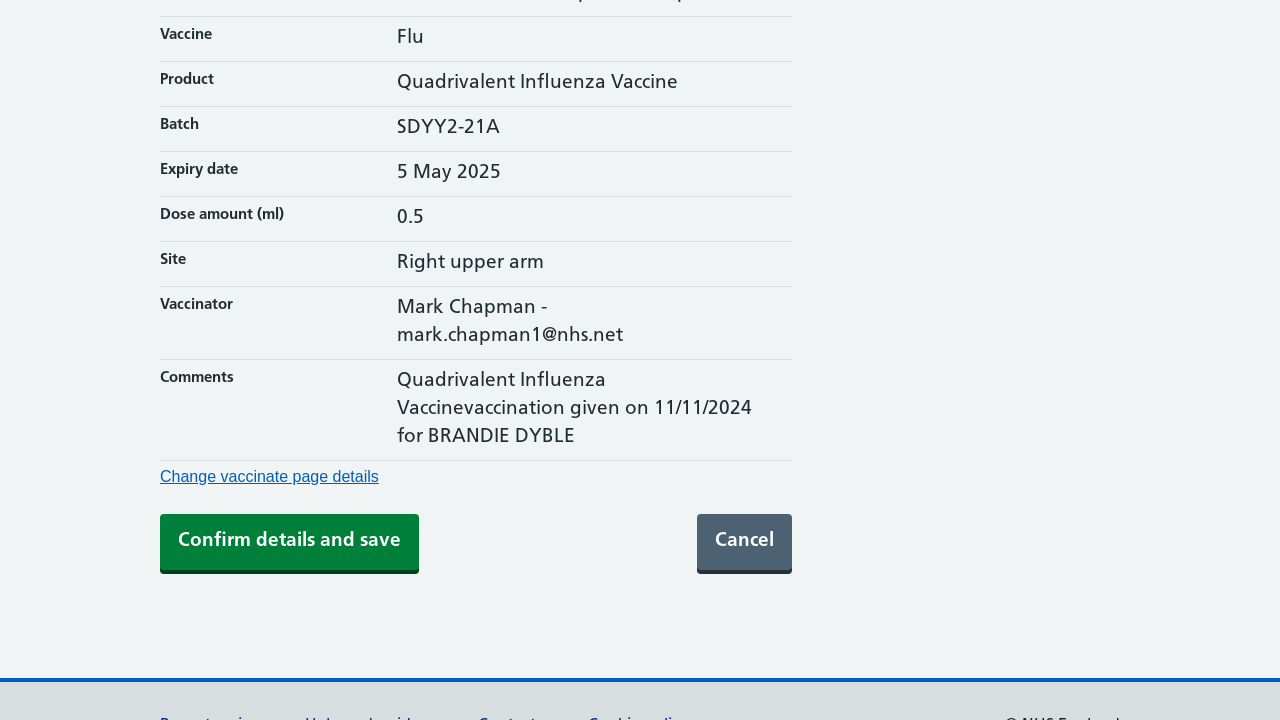 Vaccine
Flu
Product
Quadrivalent Influenza Vaccine
Batch
SDYY2-21A
Expiry date
5 May 2025
Dose amount (ml)
0.5
Site
Right upper arm
Vaccinator
Mark Chapman -
mark.chapman1@nhs.net
Comments
Quadrivalent Influenza
Vaccinevaccination given on 11/11/2024
for BRANDIE DYBLE
Change vaccinate page details
Confirm details and save
Cancel